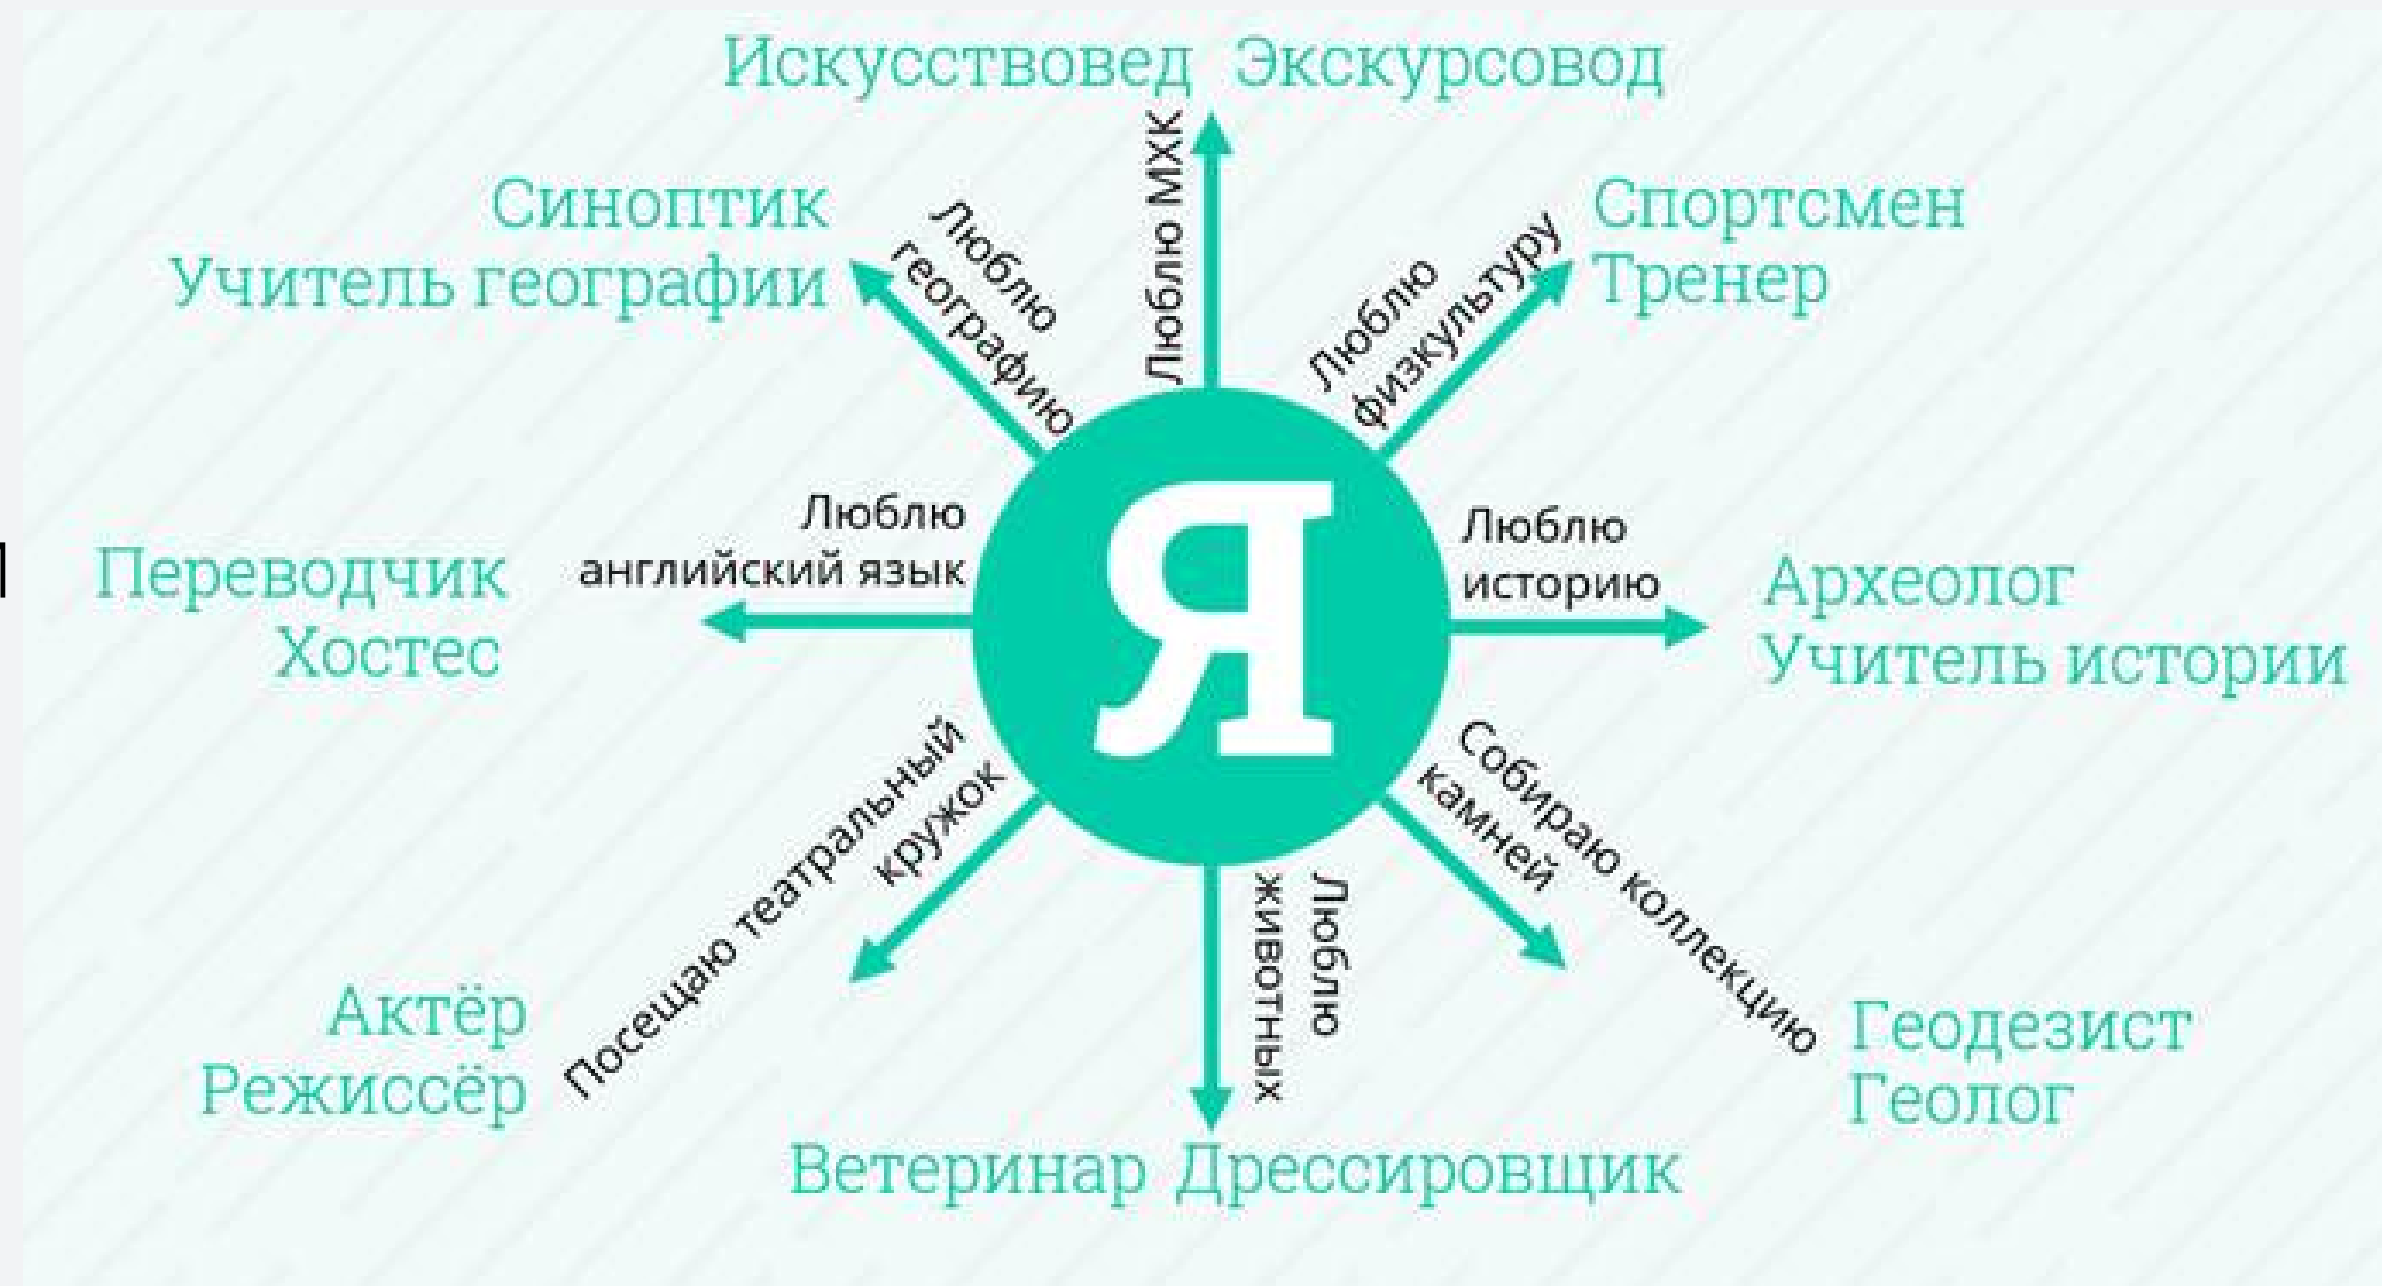 Искусствовед Экскурсовод
Люблю МХК
Синоптик
Учитель географии
Люблю
географию
Люблю
физкультуру
Спортсмен
Тренер
Люблю
английский язык
Переводчик
Хостес
Я
Люблю
историю
Археолог
Учитель истории
Посещаю театральный
кружок
Актёр
Режиссёр
Люблю
животных
Ветеринар Дрессировщик
Собираю коллекцию
камней
Геодезист
Геолог